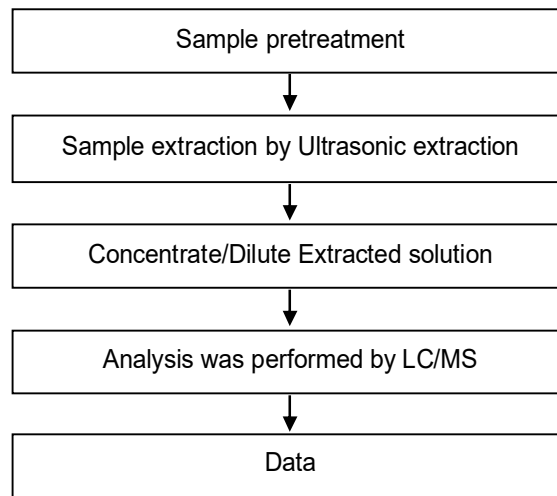 Sample pretreatment
Sample extraction by Ultrasonic extraction
Concentrate/Dilute Extracted solution
Analysis was performed by LC/MS
Data